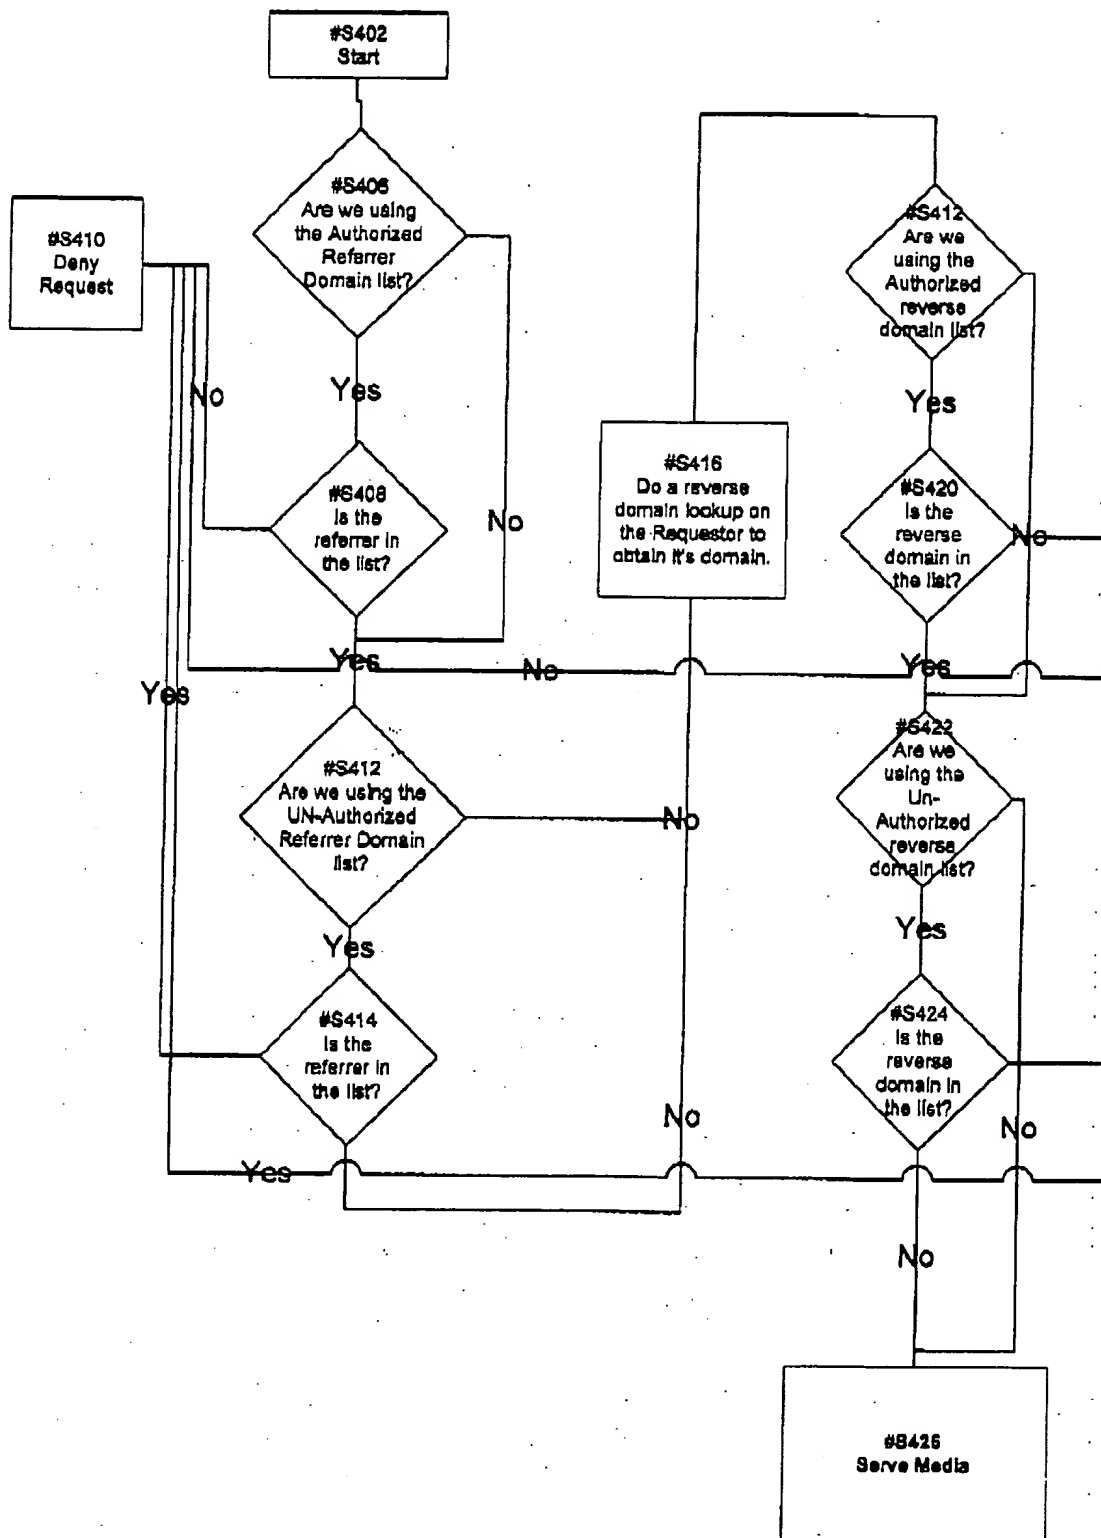 #S402
Start
#S406
Are we using
the Authorized
Referrer
Domain list?
#S410
Deny
Request
Yes
No
No
#S408
Is the
referrer in
the list?
Yes
Yes
No
#S412
Are we using the
UN-Authorized
Referrer Domain
list?
No
Yes
#S414
Is the
referrer in
the list?
No
Yes
#S416
Do a reverse
domain lookup on
the Requestor to
obtain it's domain.
#S412
Are we
using the
Authorized
reverse
domain list?
Yes
#S420
Is the
reverse
domain in
the list?
No
Yes
#S422
Are we
using the
Un-
Authorized
reverse
domain list?
Yes
#S424
Is the
reverse
domain in
the list?
No
No
#S426
Serve Media